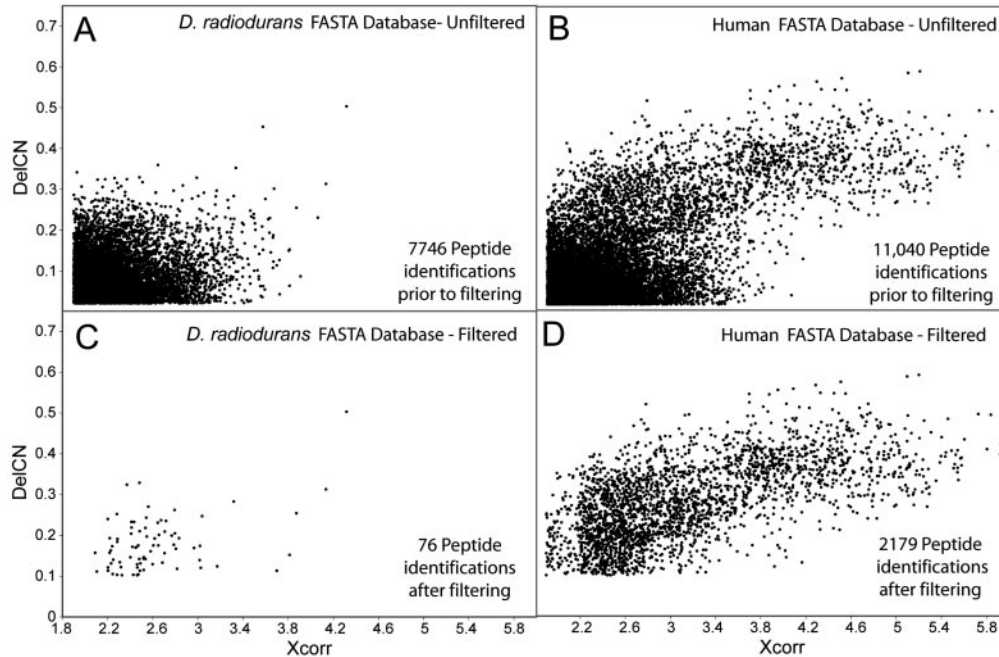 A
D. radiodurans FASTA Database- Unfiltered
0.7
0.6
0.5
0.4
0.3
0.2
0.1
DelCN
7746 Peptide
identifications
prior to filtering
B
Human FASTA Database - Unfiltered
11,040 Peptide
identifications
prior to filtering
C
D. radiodurans FASTA Database - Filtered
0.7
0.6
0.5
0.4
0.3
0.2
0.1
0
DelCN
76 Peptide
identifications
after filtering
1.8 2.2 2.6 3 3.4 3.8 4.2 4.6 5 5.4 5.8
Xcorr
D
Human FASTA Database - Filtered
2179 Peptide
identifications
after filtering
2.2 2.6 3 3.4 3.8 4.2 4.6 5 5.4 5.8
Xcorr